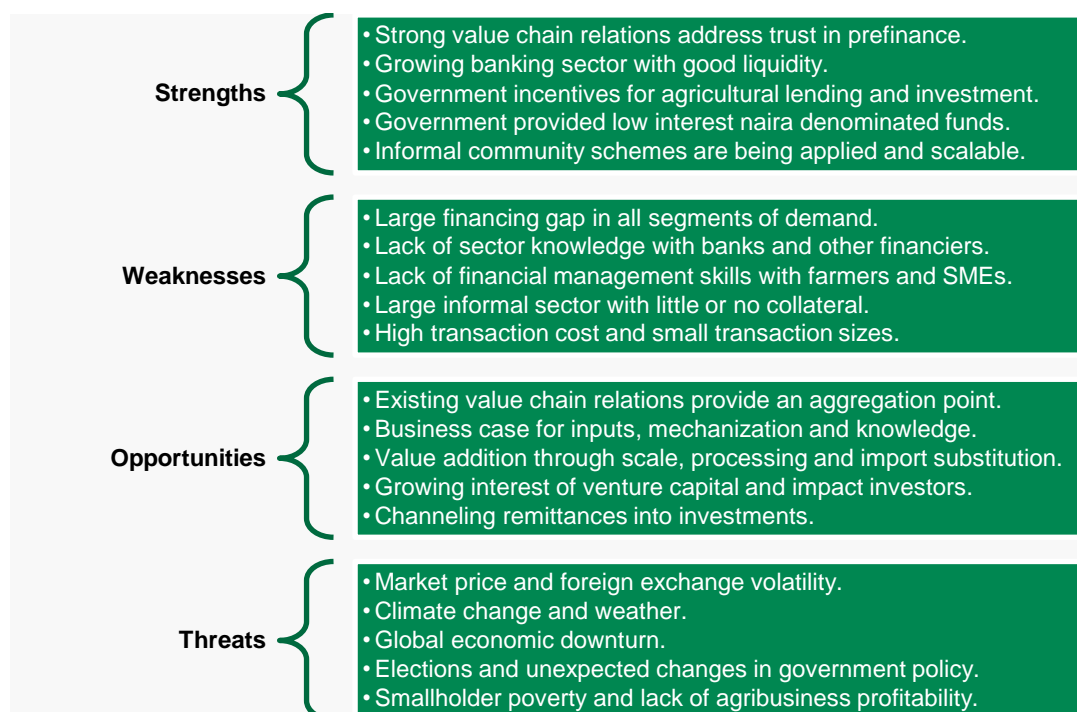 Strengths
• Strong value chain relations address trust in prefinance.
• Growing banking sector with good liquidity.
• Government incentives for agricultural lending and investment.
• Government provided low interest naira denominated funds.
• Informal community schemes are being applied and scalable.
Weaknesses
• Large financing gap in all segments of demand.
• Lack of sector knowledge with banks and other financiers.
• Lack of financial management skills with farmers and SMEs.
• Large informal sector with little or no collateral.
• High transaction cost and small transaction sizes.
Opportunities
• Existing value chain relations provide an aggregation point.
• Business case for inputs, mechanization and knowledge.
• Value addition through scale, processing and import substitution.
• Growing interest of venture capital and impact investors.
• Channeling remittances into investments.
Threats
• Market price and foreign exchange volatility.
• Climate change and weather.
• Global economic downturn.
• Elections and unexpected changes in government policy.
• Smallholder poverty and lack of agribusiness profitability.